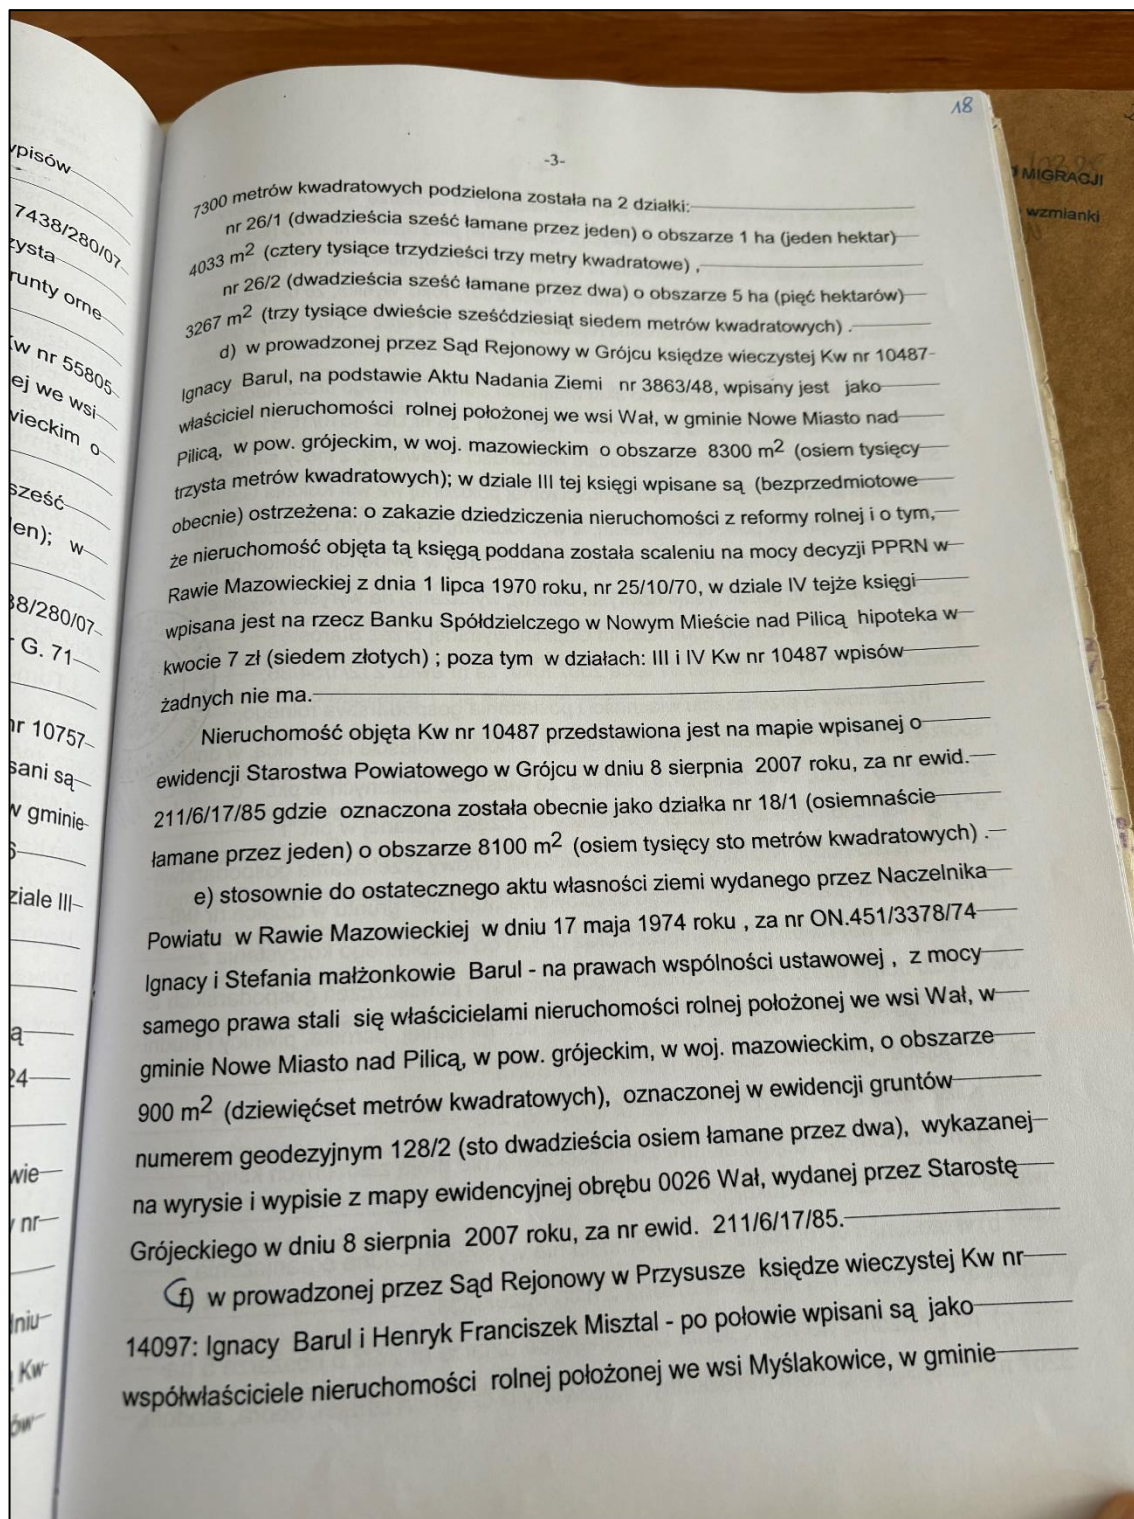 18
-3-
7300 metrów kwadratowych podzielona została na 2 działki:
nr 26/1 (dwadzieścia sześć łamane przez jeden) o obszarze 1 ha (jeden hektar)
4033 m² (cztery tysiące trzydzieści trzy metry kwadratowe) ,
nr 26/2 (dwadzieścia sześć łamane przez dwa) o obszarze 5 ha (pięć hektarów)
3267 m² (trzy tysiące dwieście sześćdziesiąt siedem metrów kwadratowych) .
d) w prowadzonej przez Sąd Rejonowy w Grójcu księdze wieczystej Kw nr 10487
Ignacy Barul, na podstawie Aktu Nadania Ziemi nr 3863/48, wpisany jest jako
właściciel nieruchomości rolnej położonej we wsi Wał, w gminie Nowe Miasto nad
Pilicą, w pow. grójeckim, w woj. mazowieckim o obszarze 8300 m² (osiem tysięcy
trzysta metrów kwadratowych); w dziale III tej księgi wpisane są (bezprzedmiotowe
obecnie) ostrzeżena: o zakazie dziedziczenia nieruchomości z reformy rolnej i o tym,
że nieruchomość objęta tą księgą poddana została scaleniu na mocy decyzji PPRN w
Rawie Mazowieckiej z dnia 1 lipca 1970 roku, nr 25/10/70, w dziale IV tejże księgi
wpisana jest na rzecz Banku Spółdzielczego w Nowym Mieście nad Pilicą hipoteka w
kwocie 7 zł (siedem złotych) ; poza tym w działach: III i IV Kw nr 10487 wpisów
żadnych nie ma.
Nieruchomość objęta Kw nr 10487 przedstawiona jest na mapie wpisanej o
ewidencji Starostwa Powiatowego w Grójcu w dniu 8 sierpnia 2007 roku, za nr ewid.
211/6/17/85 gdzie oznaczona została obecnie jako działka nr 18/1 (osiemnaście
łamane przez jeden) o obszarze 8100 m² (osiem tysięcy sto metrów kwadratowych) .
e) stosownie do ostatecznego aktu własności ziemi wydanego przez Naczelnika
Powiatu w Rawie Mazowieckiej w dniu 17 maja 1974 roku , za nr ON.451/3378/74
Ignacy i Stefania małżonkowie Barul - na prawach wspólności ustawowej , z mocy
samego prawa stali się właścicielami nieruchomości rolnej położonej we wsi Wał, w
gminie Nowe Miasto nad Pilicą, w pow. grójeckim, w woj. mazowieckim, o obszarze
900 m² (dziewięćset metrów kwadratowych), oznaczonej w ewidencji gruntów
numerem geodezyjnym 128/2 (sto dwadzieścia osiem łamane przez dwa), wykazanej
na wyrysie i wypisie z mapy ewidencyjnej obrębu 0026 Wał, wydanej przez Starostę
Grójeckiego w dniu 8 sierpnia 2007 roku, za nr ewid. 211/6/17/85.
f) w prowadzonej przez Sąd Rejonowy w Przysusze księdze wieczystej Kw nr
14097: Ignacy Barul i Henryk Franciszek Misztal - po połowie wpisani są jako
współwłaściciele nieruchomości rolnej położonej we wsi Myślakowice, w gminie
wpisów
7438/280/07
zysta
runty orne
Kw nr 55805
ej we wsi
wieckim o
sześć
en); w
38/280/07
G. 71
nr 10757
sani są
w gminie
ziale III
ą
24
wie
nr
dniu
Kw
ów
MIGRACJI
wzmianki